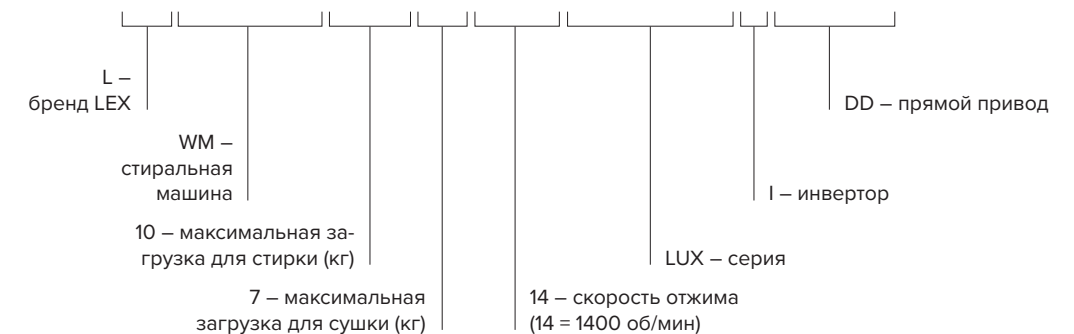 L –
бренд LEX
DD – прямой привод
WM –
стиральная
машина
I – инвертор
10 – максимальная за-
грузка для стирки (кг)
LUX – серия
7 – максимальная
загрузка для сушки (кг)
14 – скорость отжима
(14 = 1400 об/мин)